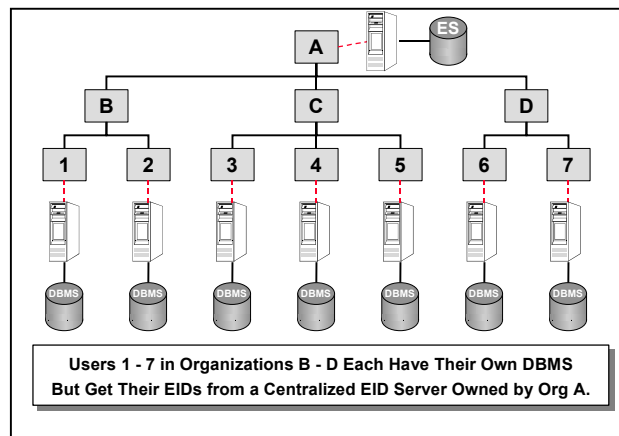 A
ES
B
C
D
1
2
3
4
5
6
7
DBMS
DBMS
DBMS
DBMS
DBMS
DBMS
DBMS
Users 1 - 7 in Organizations B - D Each Have Their Own DBMS
But Get Their EIDs from a Centralized EID Server Owned by Org A.